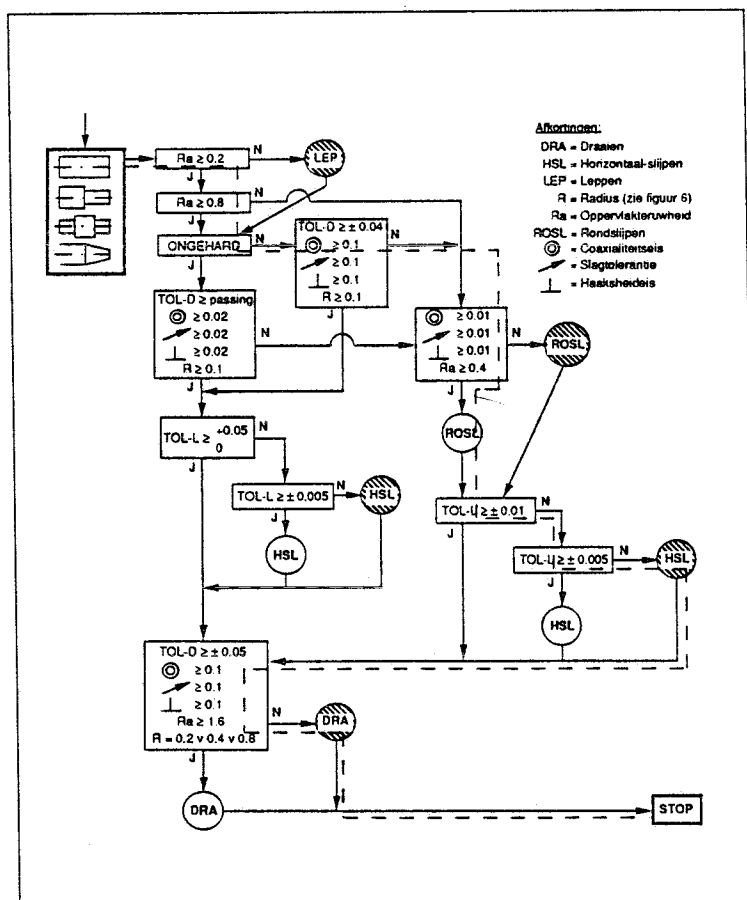 Afkortingen:
DRA = Draaien
HSL = Horizontaal-slijpen
LEP = Leppen
R = Radius (zie figuur 6)
Ra = Oppervlakteruwheid
ROSL = Rondslijpen
= Coaxialiteitseis
= Slagtolerantie
= Haaksheideis
Ra ≥ 0.2
N
J
LEP
Ra ≥ 0.8
N
J
ONGEHARD
N
J
TOL-D ≥ ± 0.04
≥ 0.1
≥ 0.1
≥ 0.1
R ≥ 0.1
N
J
TOL-D ≥ passing
≥ 0.02
≥ 0.02
≥ 0.02
R ≥ 0.1
N
J
≥ 0.01
≥ 0.01
≥ 0.01
Ra ≥ 0.4
N
J
ROSL
ROSL
TOL-L ≥ +0.05
0
N
J
TOL-L ≥ ± 0.005
N
J
HSL
HSL
TOL-L ≥ ± 0.01
N
J
TOL-L ≥ ± 0.005
N
J
HSL
HSL
TOL-D ≥ ± 0.05
≥ 0.1
≥ 0.1
≥ 0.1
Ra ≥ 1.6
R = 0.2 v 0.4 v 0.8
N
J
DRA
DRA
STOP